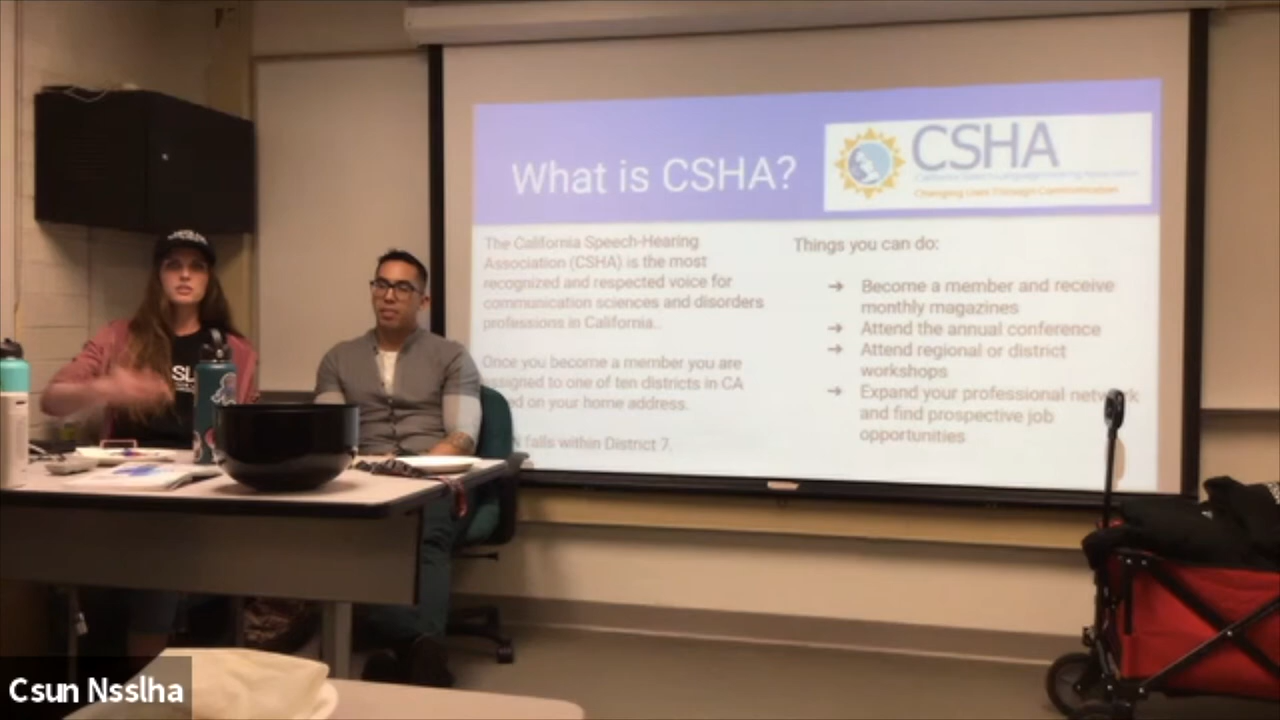 What is CSHA?
CSHA
Changing Lives Through Communication
The California Speech-Hearing
Association (CSHA) is the most
recognized and respected voice for
communication sciences and disorders
professions in California..
Once you become a member you are
assigned to one of ten districts in CA
on your home address.
falls within District 7.
Things you can do:
➔ Become a member and receive
monthly magazines
➔ Attend the annual conference
➔ Attend regional or district
workshops
➔ Expand your professional network
and find prospective job
opportunities
Csun Nsslha